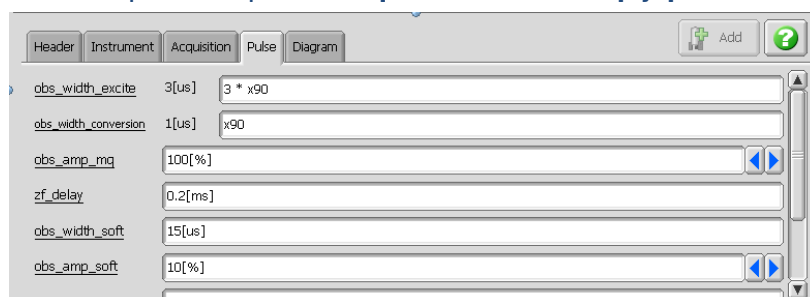 Header Instrument Acquisition Pulse Diagram Add
obs_width_excite 3[us] 3 * x90
obs_width_conversion 1[us] x90
obs_amp_mq 100[%]
zf_delay 0.2[ms]
obs_width_soft 15[us]
obs_amp_soft 10[%]